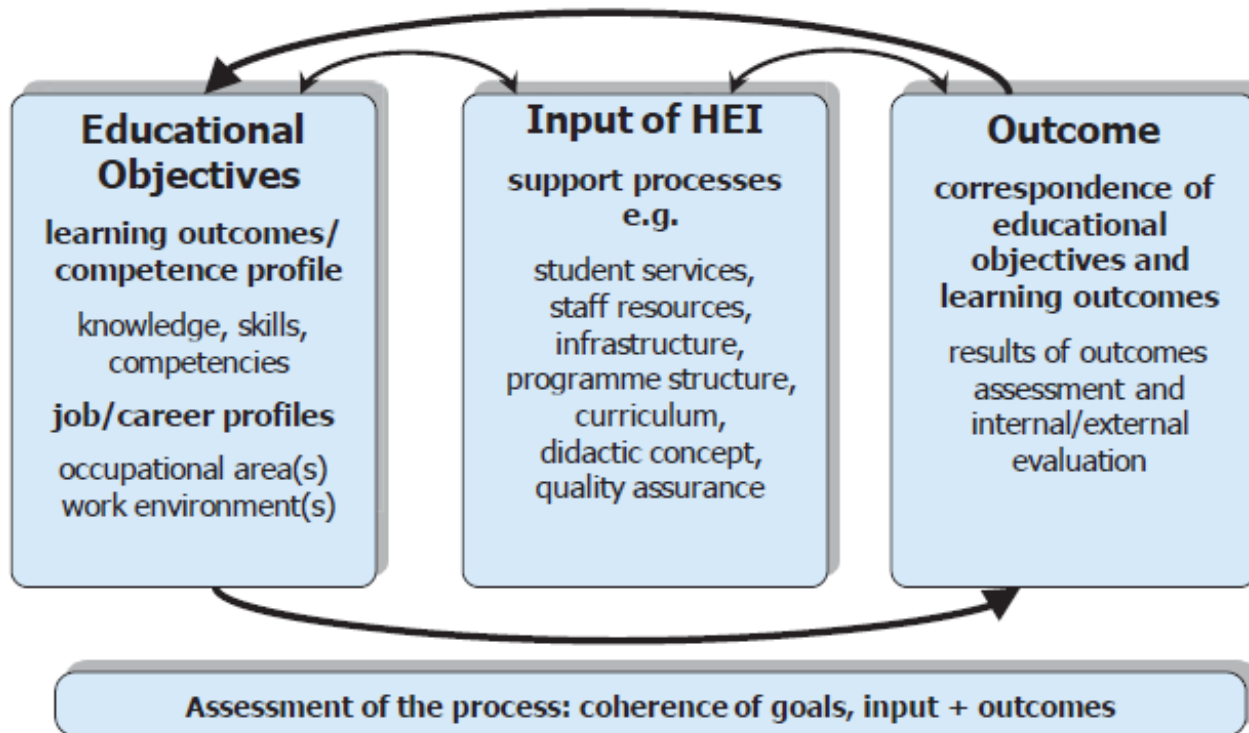 Educational
Objectives
learning outcomes/
competence profile
knowledge, skills,
competencies
job/career profiles
occupational area(s)
work environment(s)
Input of HEI
support processes
e.g.
student services,
staff resources,
infrastructure,
programme structure,
curriculum,
didactic concept,
quality assurance
Outcome
correspondence of
educational
objectives and
learning outcomes
results of outcomes
assessment and
internal/external
evaluation
Assessment of the process: coherence of goals, input + outcomes